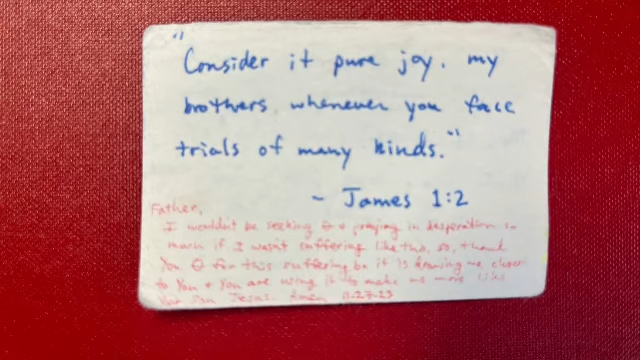 "Consider it pure joy, my
brothers, whenever you face
trials of many kinds."
- James 1:2
Father,
I wouldn't be seeking & praying in desperation so
much if I wasn't suffering like this, so, thank
You for this suffering bc it is drawing me closer
to You & You are using it to make me more like
Your Son Jesus. Amen 11-27-23